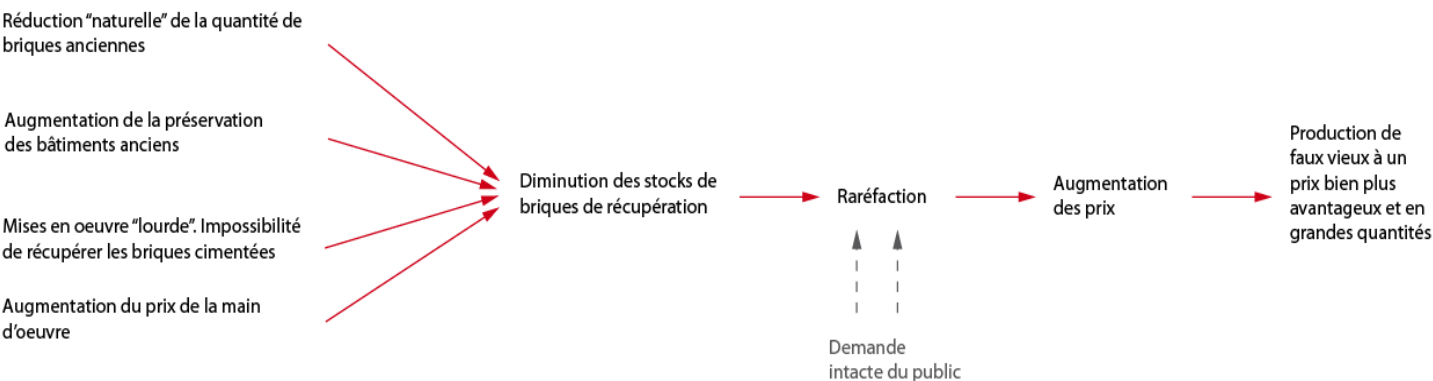 Réduction “naturelle” de la quantité de
briques anciennes
Augmentation de la préservation
des bâtiments anciens
Mises en oeuvre “lourde”. Impossibilité
de récupérer les briques cimentées
Augmentation du prix de la main
d’oeuvre
Diminution des stocks de
briques de récupération
Raréfaction
Demande
intacte du public
Augmentation
des prix
Production de
faux vieux à un
prix bien plus
avantageux et en
grandes quantités